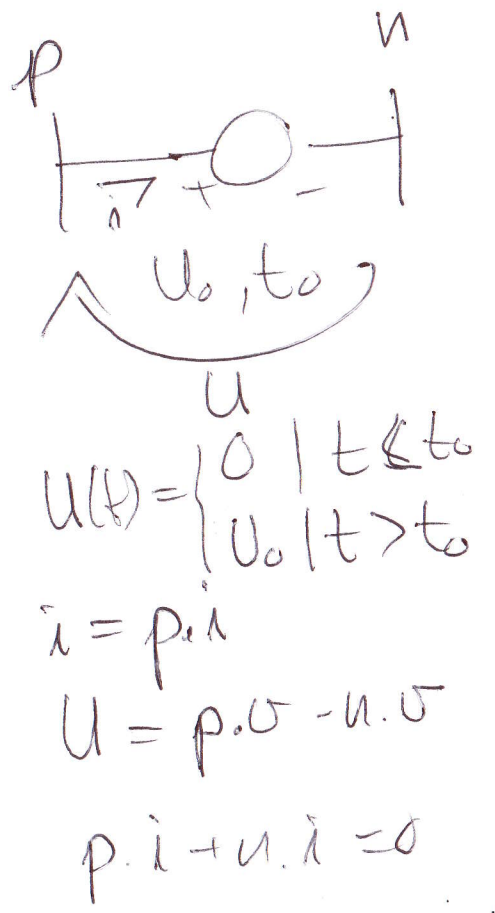 p n
i + -
U₀, t₀
U
U(t) = { 0 | t ≤ t₀
U₀ | t > t₀
i = p.i
U = p.v - n.v
p.i + n.i = 0